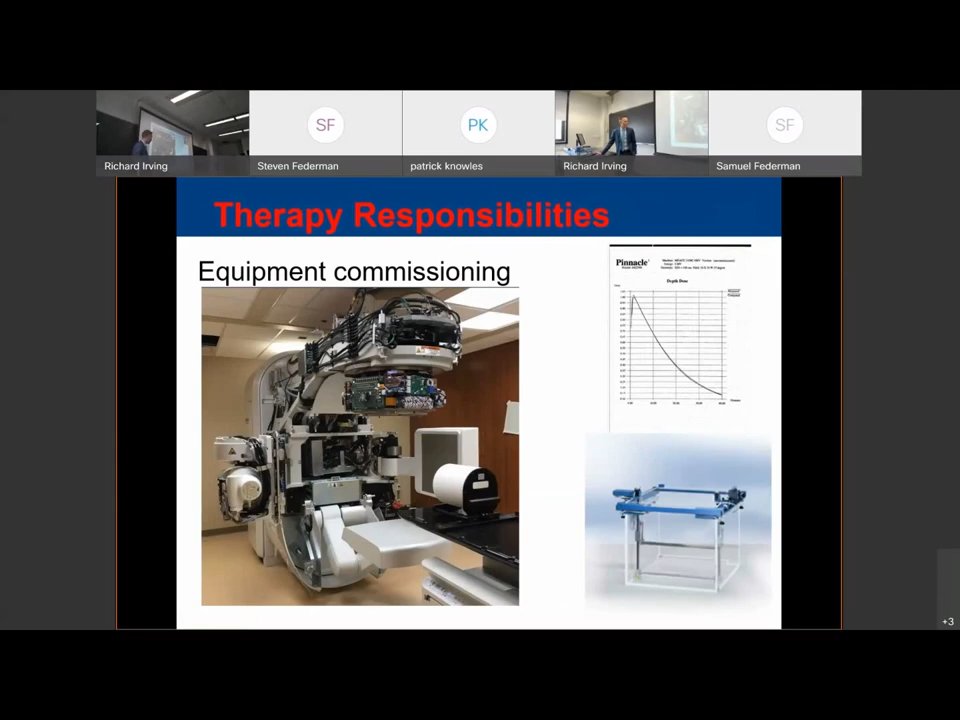 SF
PK
SF
Richard Irving
Steven Federman
patrick knowles
Richard Irving
Samuel Federman
Therapy Responsibilities
Equipment commissioning
Pinnacle³
Depth Dose
+3